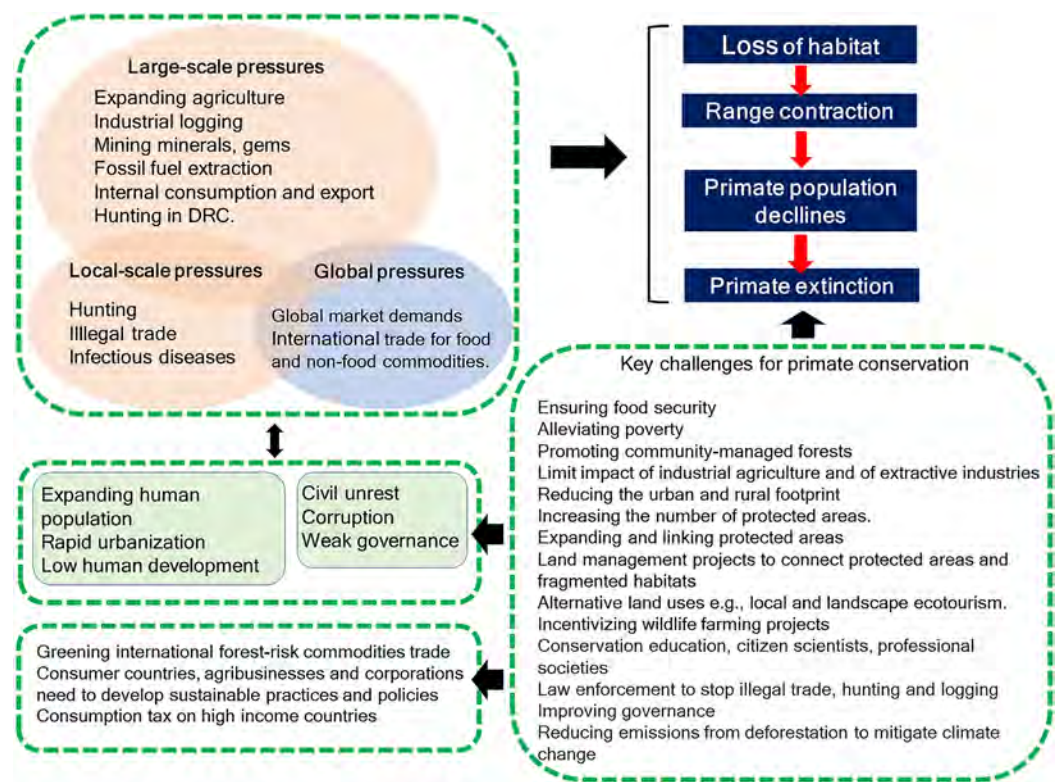 Large-scale pressures
Expanding agriculture
Industrial logging
Mining minerals, gems
Fossil fuel extraction
Internal consumption and export
Hunting in DRC.
Local-scale pressures
Hunting
Illlegal trade
Infectious diseases
Global pressures
Global market demands
International trade for food
and non-food commodities.
Loss of habitat
Range contraction
Primate population
decllines
Primate extinction
Expanding human
population
Rapid urbanization
Low human development
Civil unrest
Corruption
Weak governance
Greening international forest-risk commodities trade
Consumer countries, agribusinesses and corporations
need to develop sustainable practices and policies
Consumption tax on high income countries
Key challenges for primate conservation
Ensuring food security
Alleviating poverty
Promoting community-managed forests
Limit impact of industrial agriculture and of extractive industries
Reducing the urban and rural footprint
Increasing the number of protected areas.
Expanding and linking protected areas
Land management projects to connect protected areas and
fragmented habitats
Alternative land uses e.g., local and landscape ecotourism.
Incentivizing wildlife farming projects
Conservation education, citizen scientists, professional
societies
Law enforcement to stop illegal trade, hunting and logging
Improving governance
Reducing emissions from deforestation to mitigate climate
change